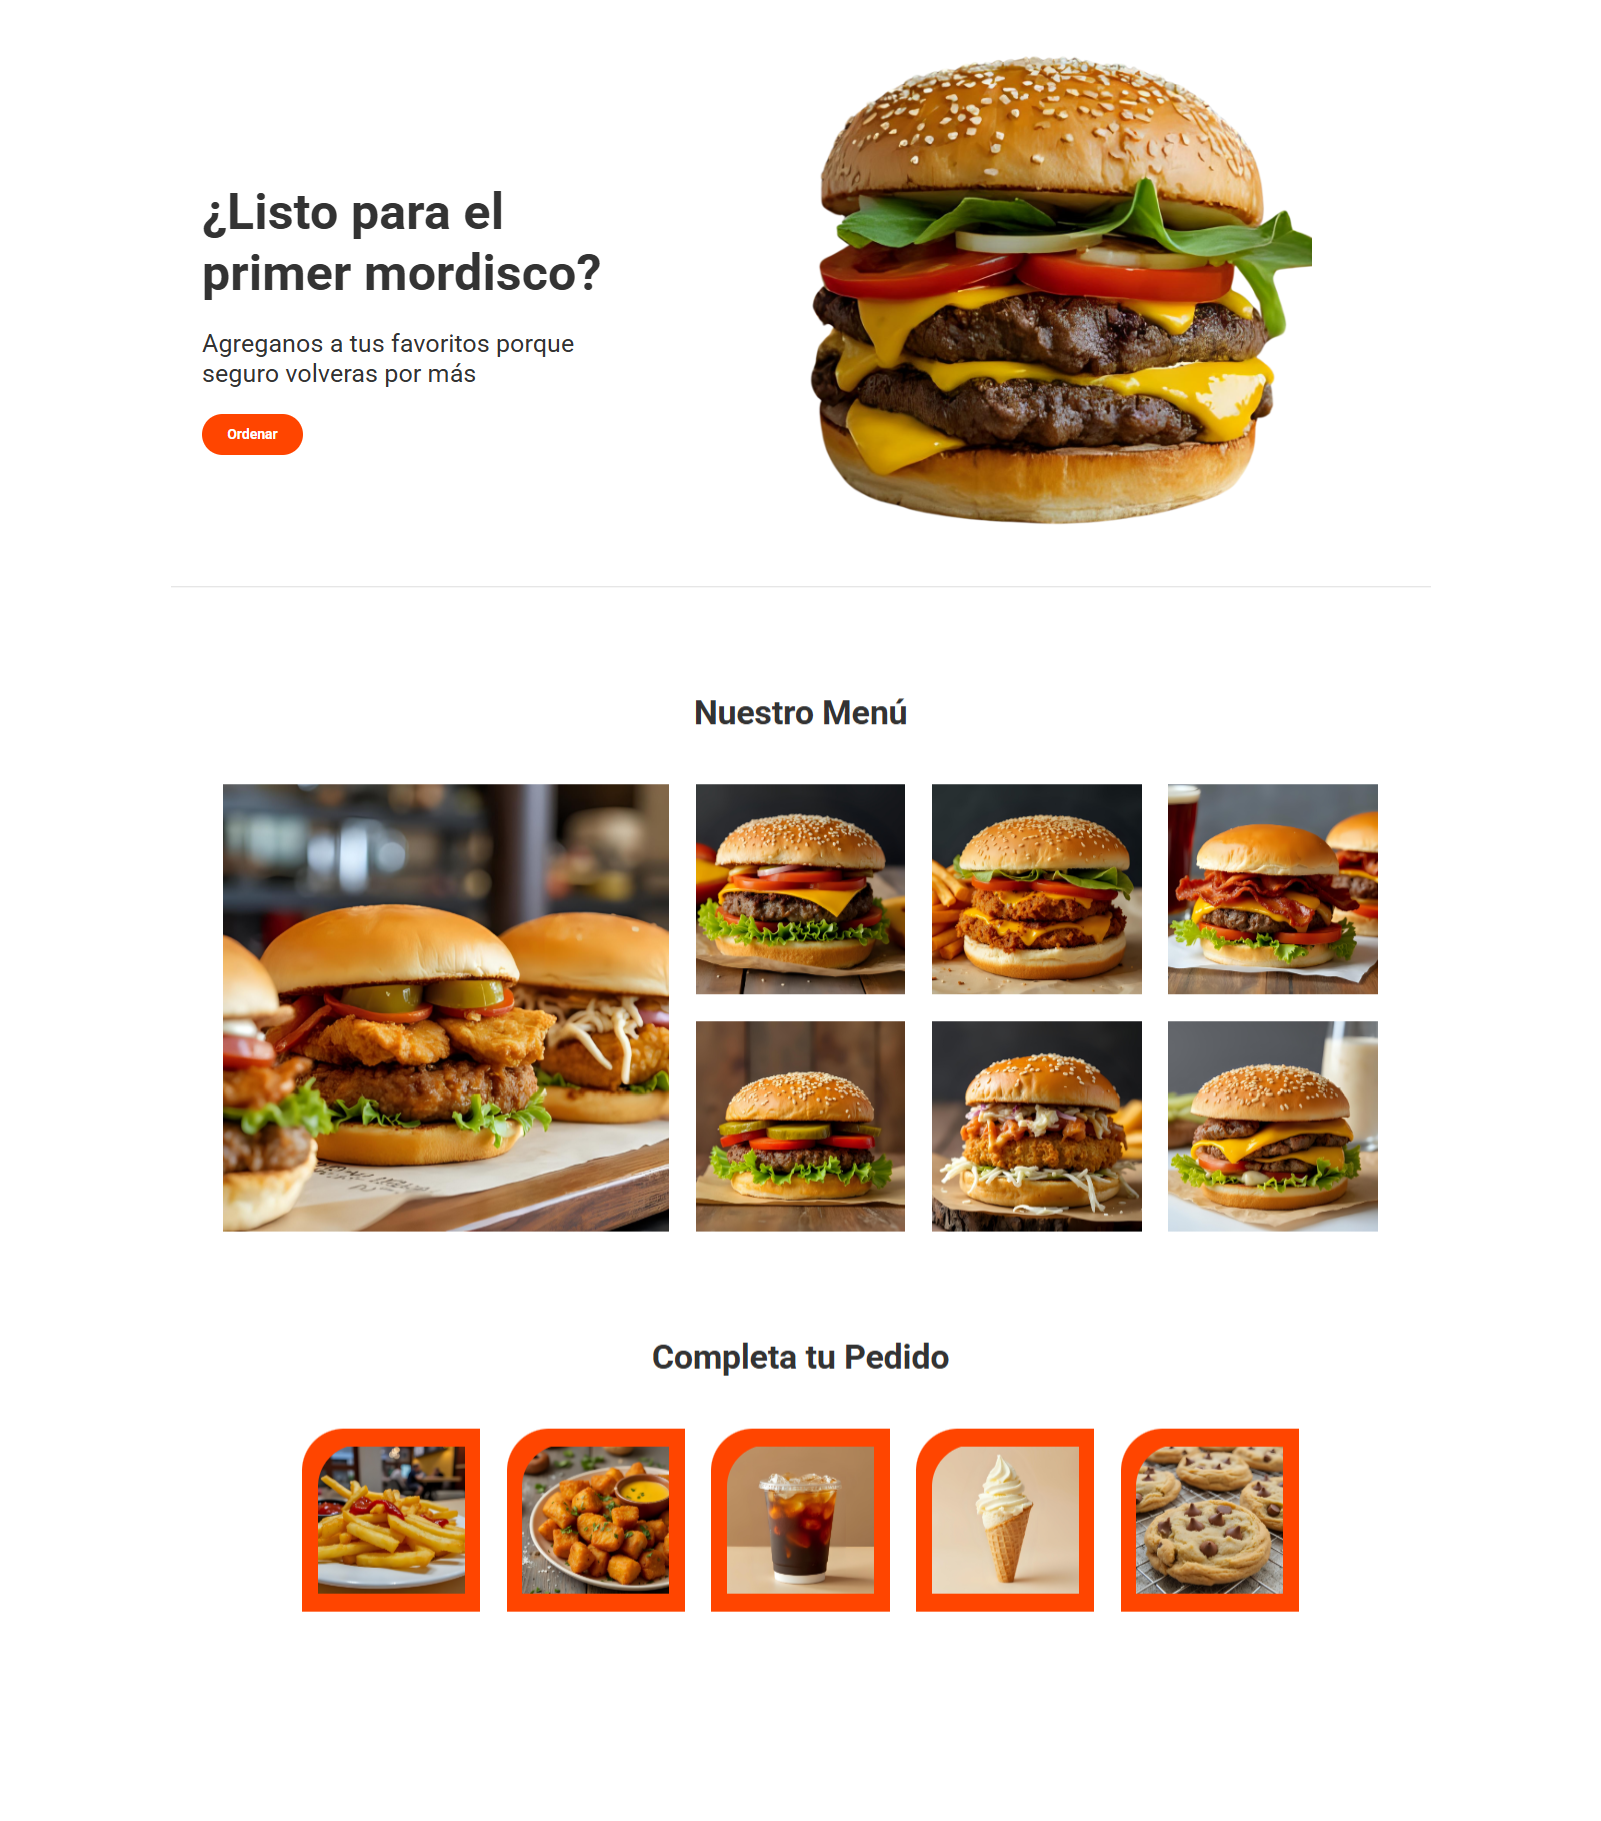 ¿Listo para el
primer mordisco?
Agreganos a tus favoritos porque
seguro volveras por más
Ordenar
Nuestro Menú
Completa tu Pedido